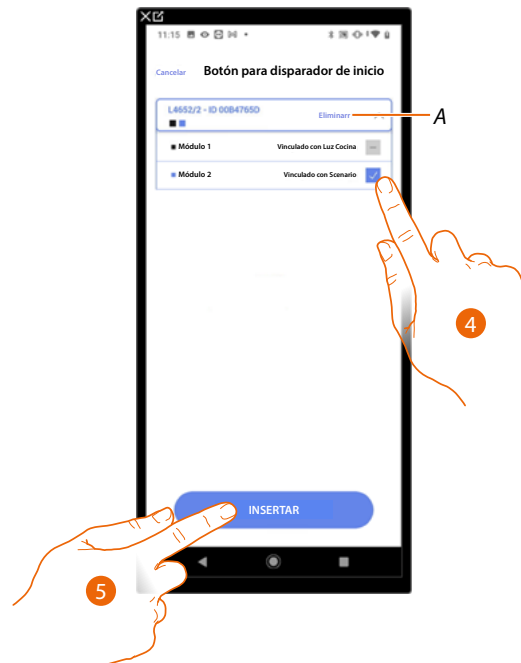 11:15
Cancelar Botón para disparador de inicio
L4652/2 - ID 00B4765D
Eliminarr
A
Módulo 1 Vinculado con Luz Cocina
Módulo 2 Vinculado con Scenario
4
INSERTAR
5